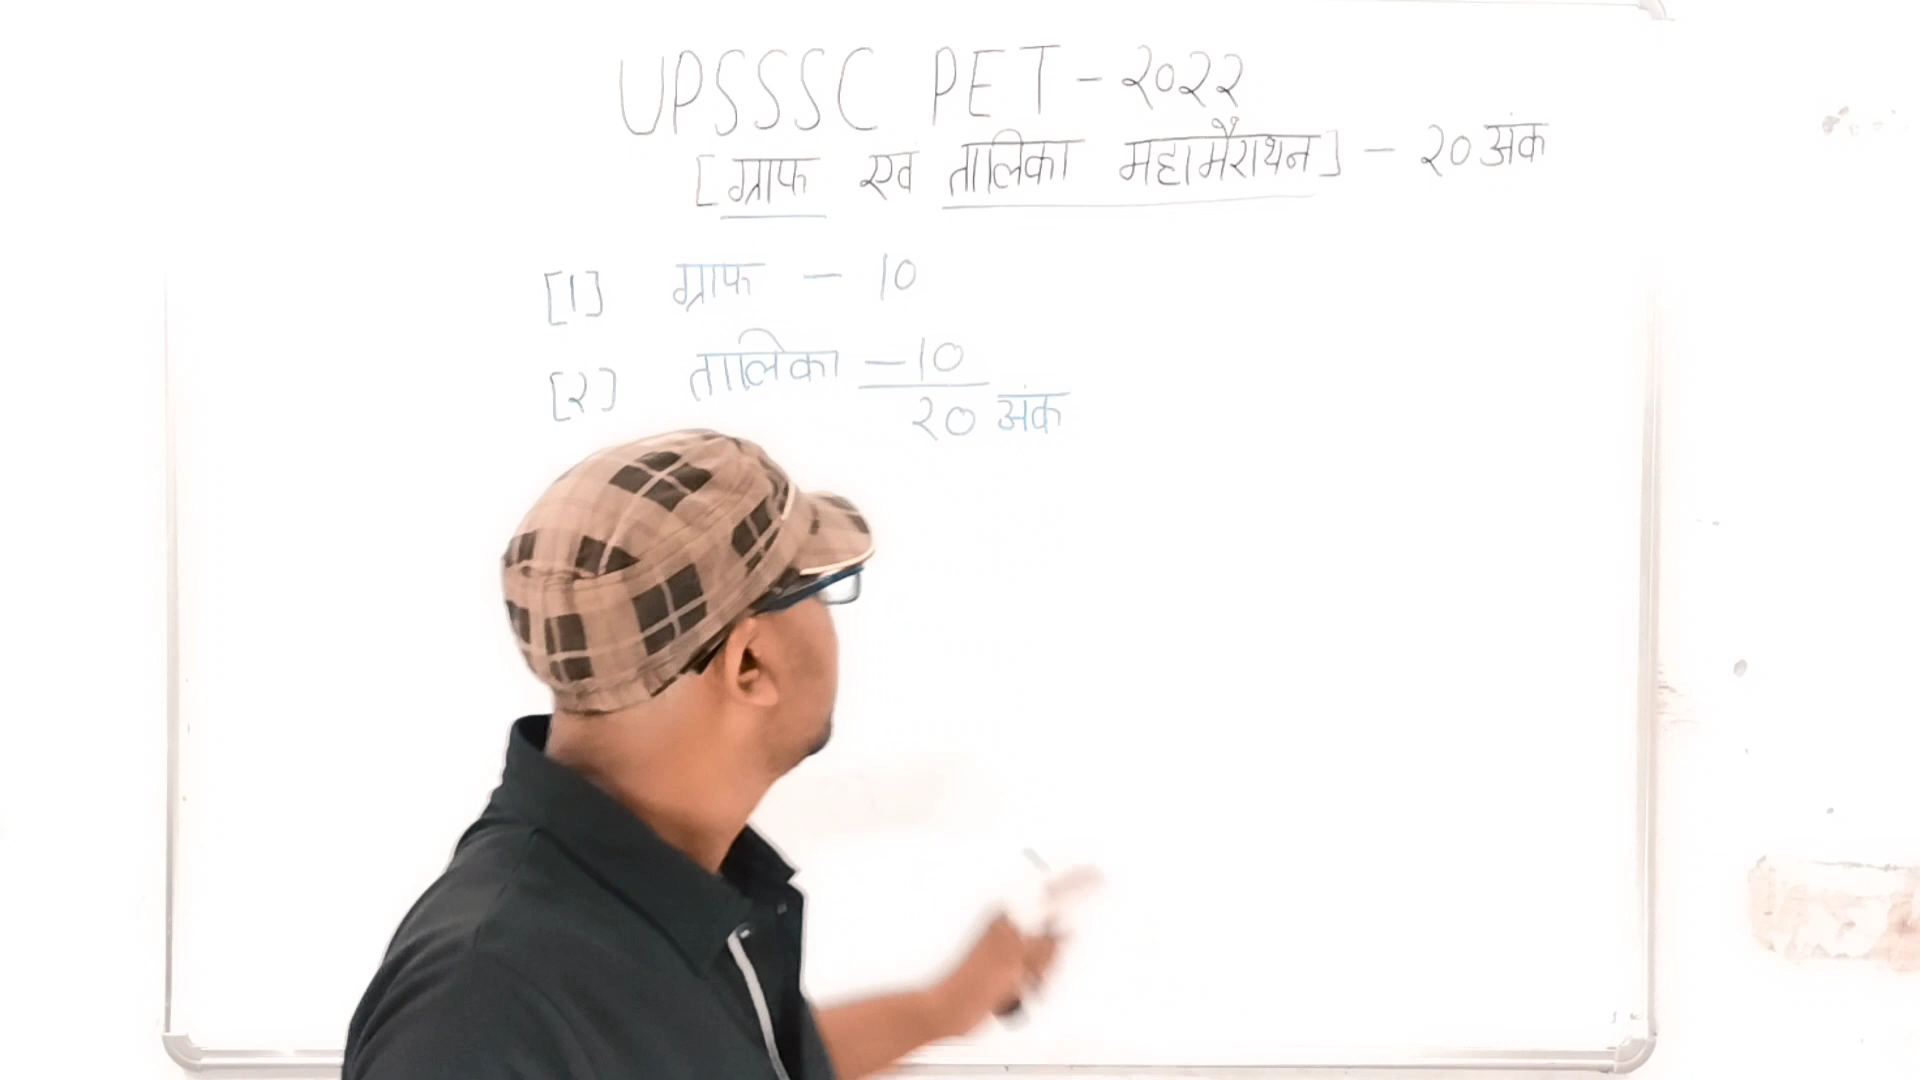 UPSSSC PET - २०२२
[ग्राफ एवं तालिका महामैराथन] - २० अंक
[1] ग्राफ - 10
[२] तालिका - 10
२० अंक